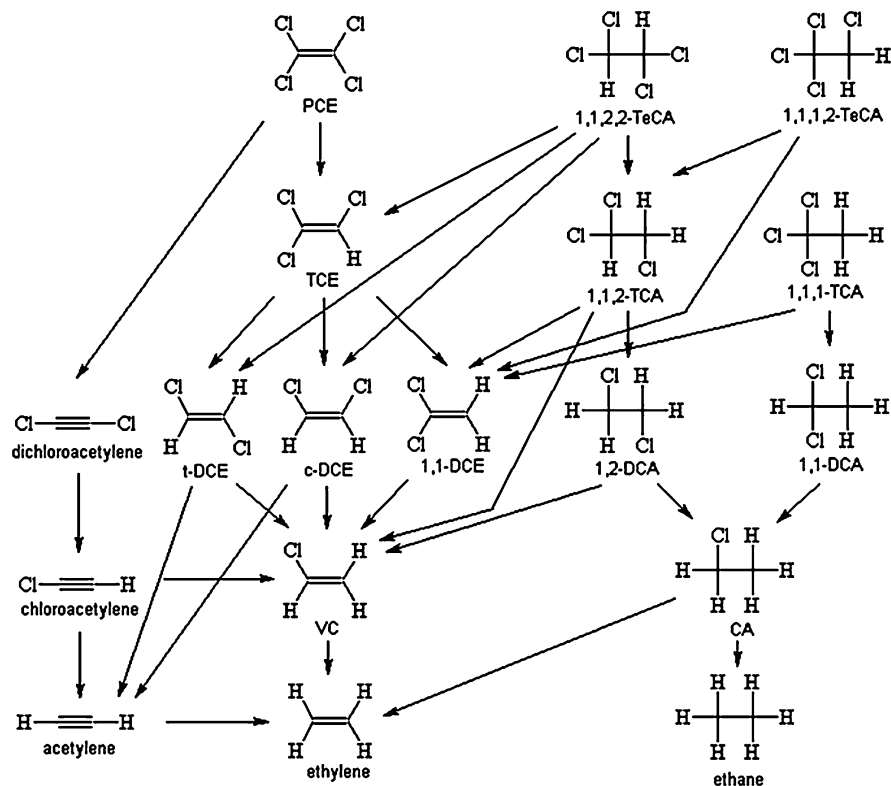 Cl Cl Cl H Cl Cl
Cl Cl Cl Cl
Cl H
Cl Cl H Cl Cl H
PCE 1,1,2,2-TeCA 1,1,1,2-TeCA
Cl Cl Cl H Cl H
Cl H Cl H
Cl H H Cl Cl H
TCE 1,1,2-TCA 1,1,1-TCA
Cl H Cl Cl Cl H Cl H Cl H
Cl Cl H H H H
H Cl H H Cl H H Cl Cl H
dichloroacetylene t-DCE c-DCE 1,1-DCE 1,2-DCA 1,1-DCA
Cl H Cl H
Cl H H H
H H H H
chloroacetylene VC CA
H H H H
H H H H
H H H H
acetylene ethylene ethane